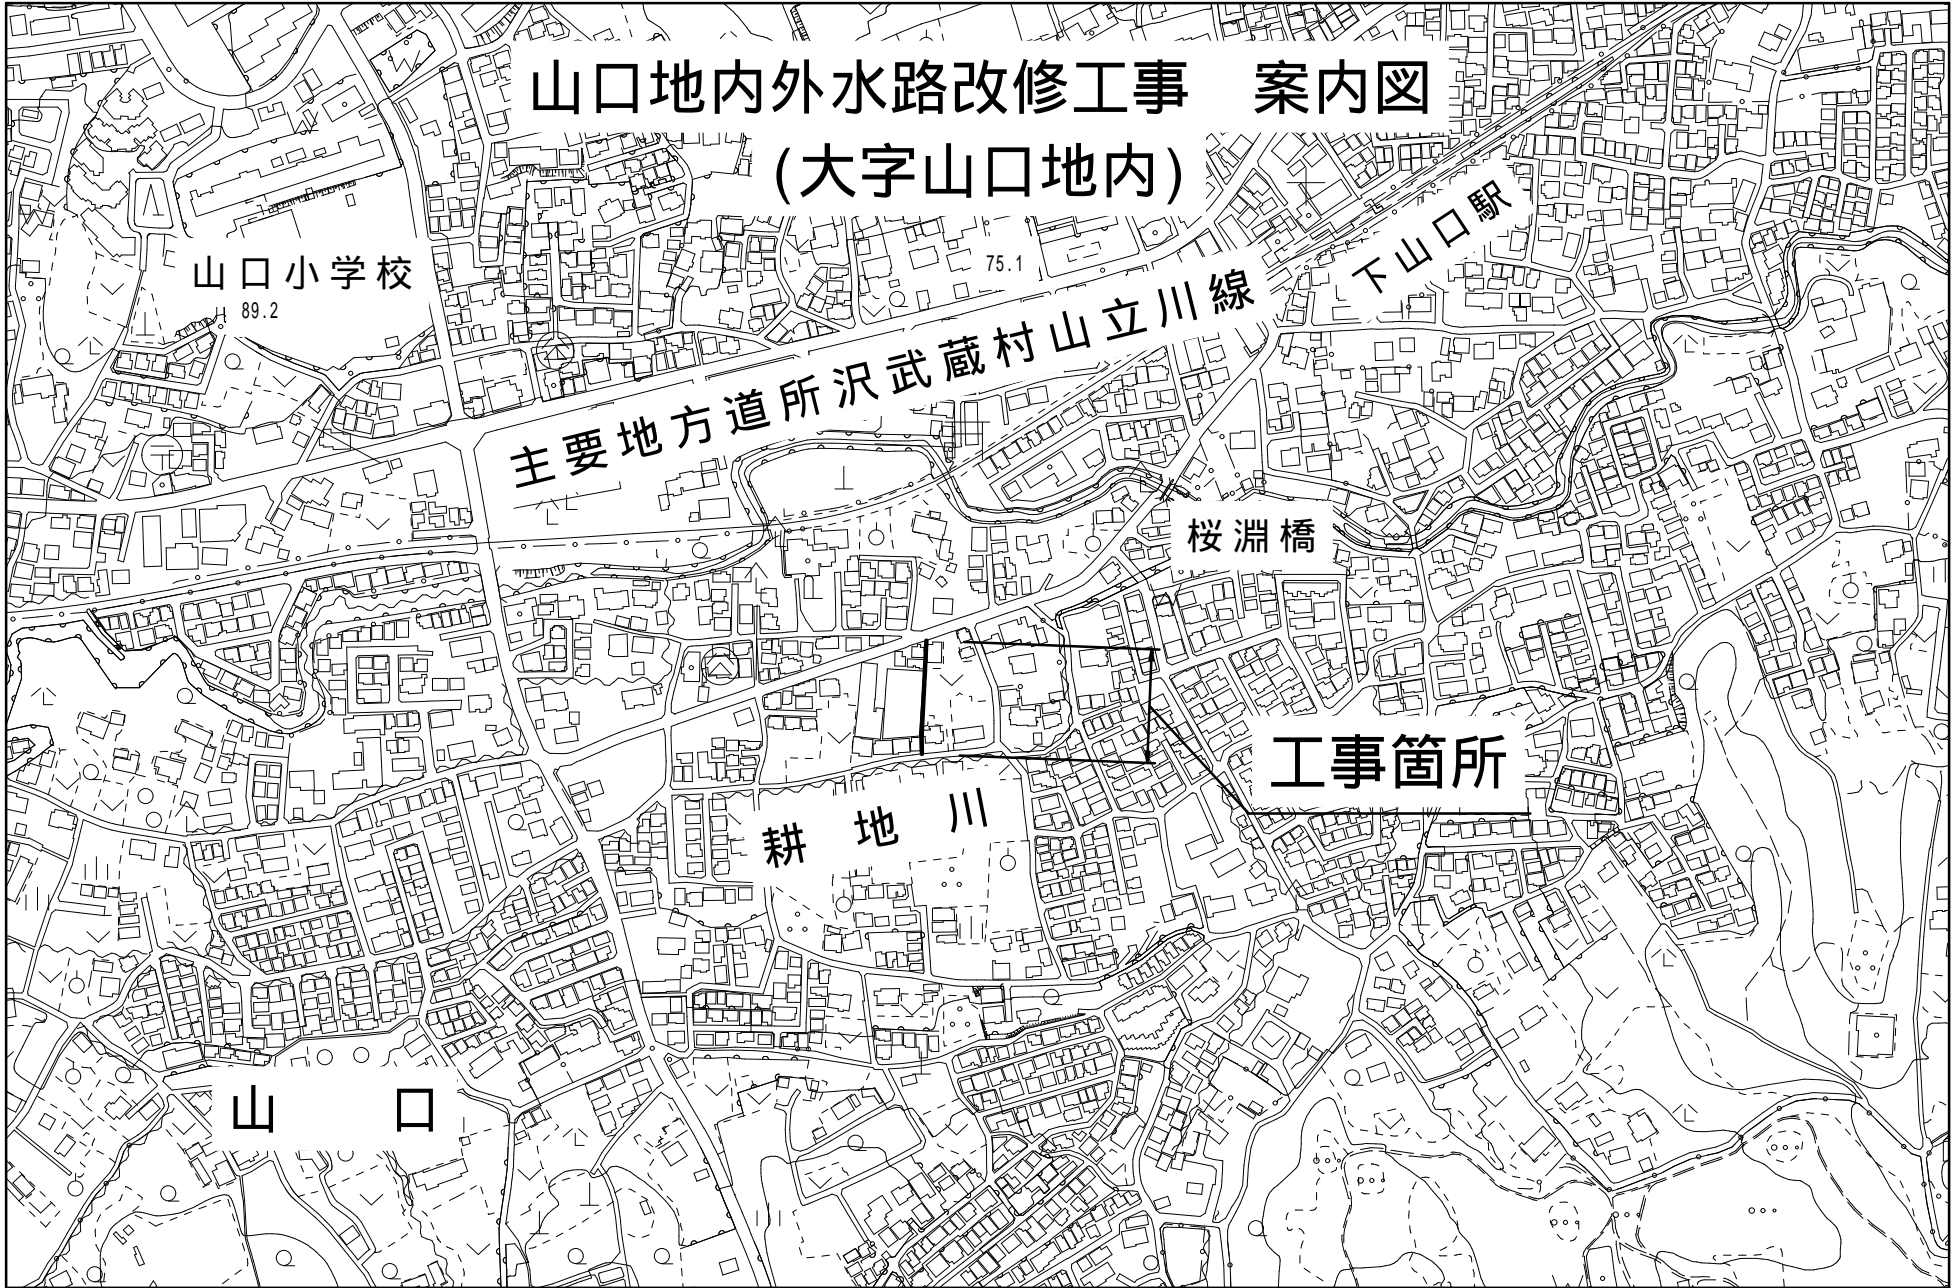 山口地内外水路改修工事　案内図
(大字山口地内)
下山口駅
山口小学校
75.1
89.2
主要地方道所沢武蔵村山立川線
桜淵橋
工事箇所
耕地川
山口